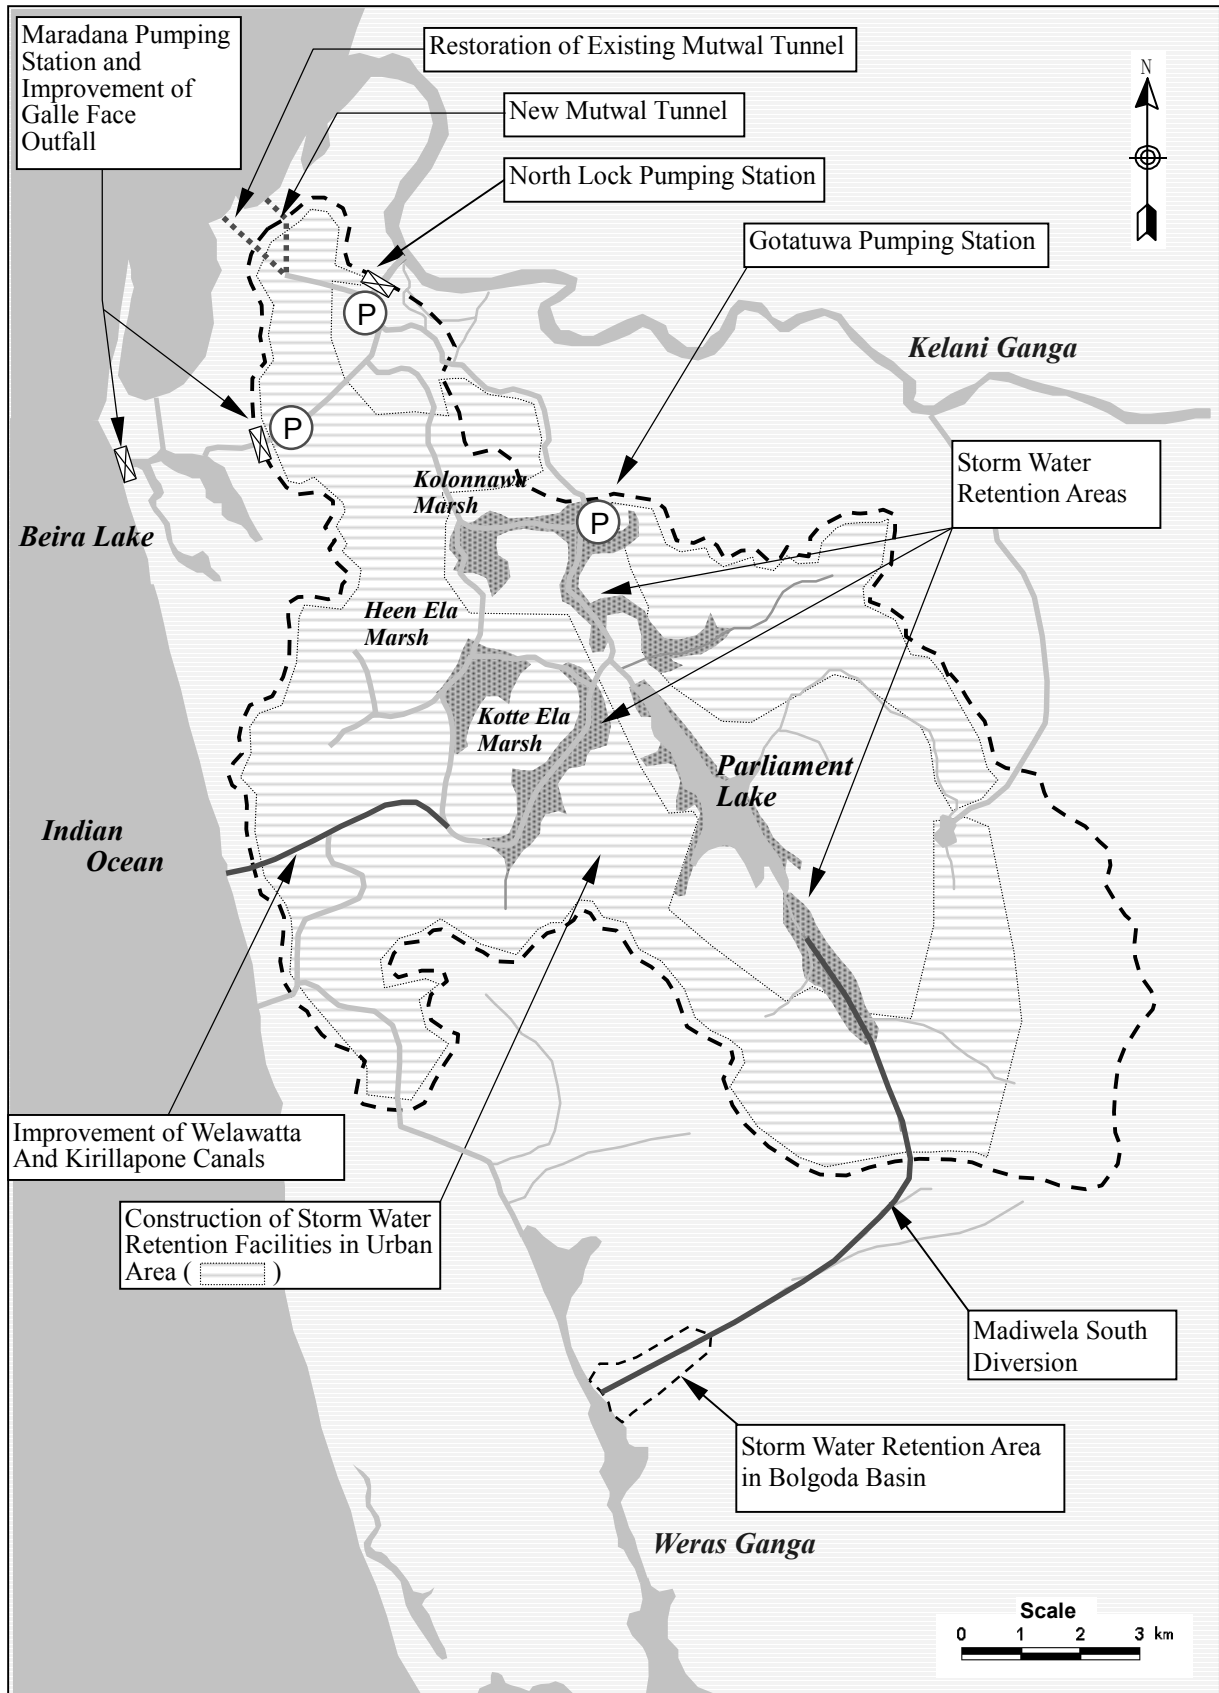 Maradana Pumping
Station and
Improvement of
Galle Face
Outfall
Restoration of Existing Mutwal Tunnel
New Mutwal Tunnel
North Lock Pumping Station
Gotatuwa Pumping Station
N
P
Kelani Ganga
P
Storm Water
Retention Areas
Kolonnawa
Marsh
P
Beira Lake
Heen Ela
Marsh
Kotte Ela
Marsh
Parliament
Lake
Indian
Ocean
Improvement of Welawatta
And Kirillapone Canals
Construction of Storm Water
Retention Facilities in Urban
Area ( )
Madiwela South
Diversion
Storm Water Retention Area
in Bolgoda Basin
Weras Ganga
Scale
0 1 2 3 km